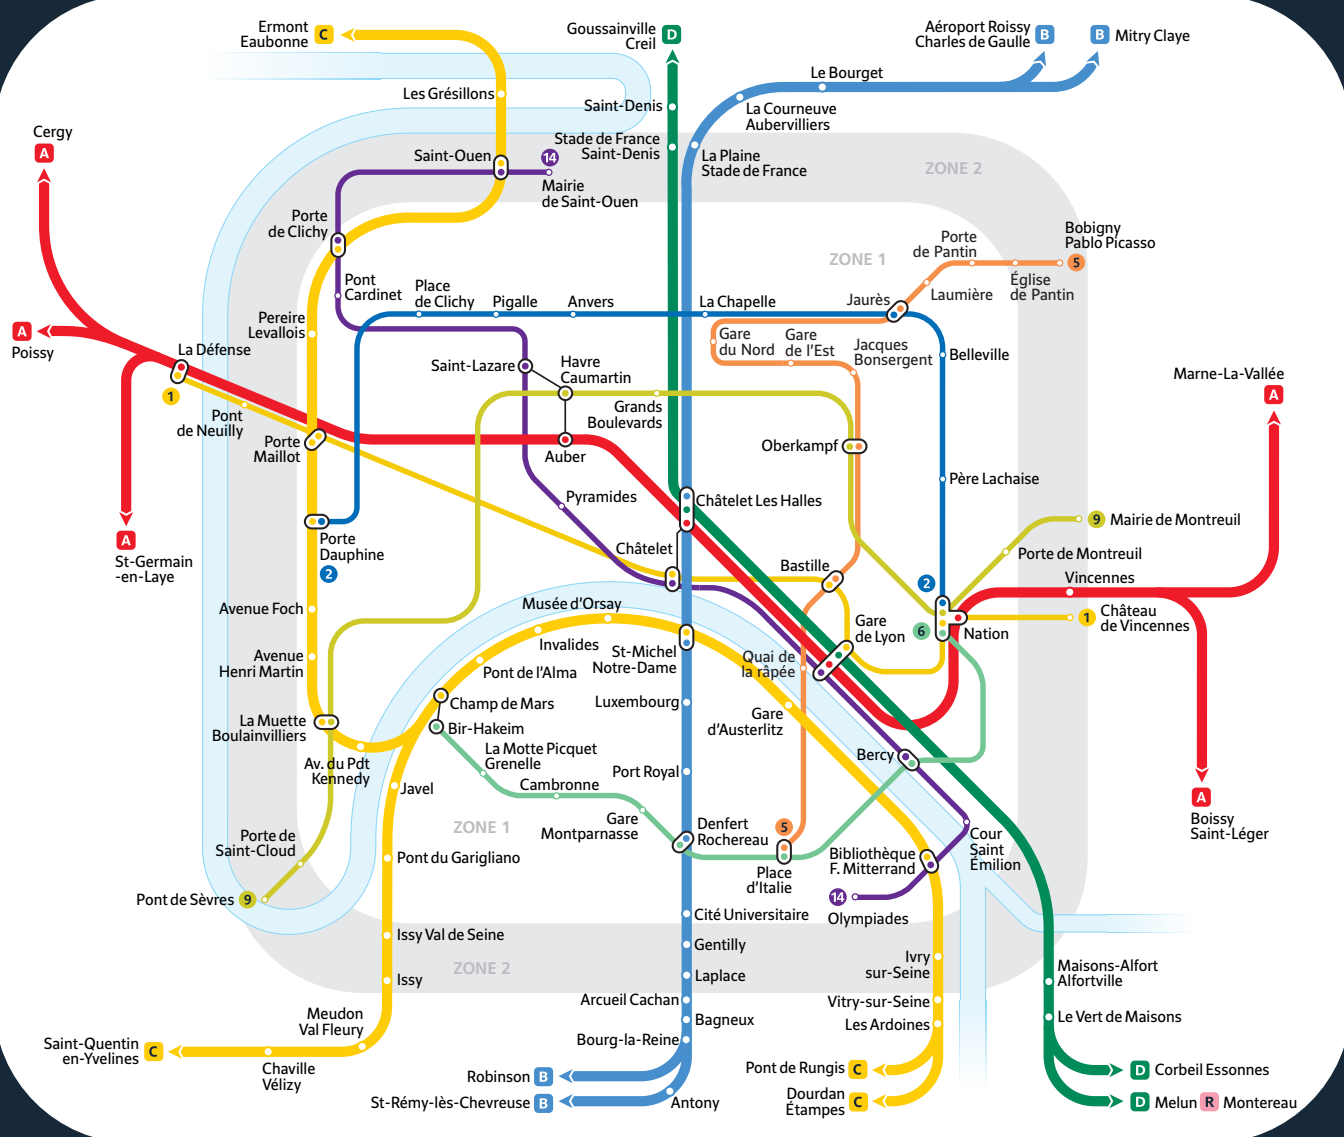 Ermont
Eaubonne
C
Goussainville
Creil
D
Aéroport Roissy
Charles de Gaulle
B
B
Mitry Claye
Le Bourget
La Courneuve
Aubervilliers
Les Grésillons
Saint-Denis
Stade de France
Saint-Denis
La Plaine
Stade de France
ZONE 2
Cergy
A
Saint-Ouen
14
Mairie
de Saint-Ouen
Porte
de Clichy
Bobigny
Pablo Picasso
5
Porte
de Pantin
Église
de Pantin
ZONE 1
Laumière
Jaurès
Pont
Cardinet
Place
de Clichy
Pigalle
Anvers
La Chapelle
Pereire
Levallois
A
Poissy
La Défense
1
Gare
du Nord
Gare
de l'Est
Jacques
Bonsergent
Belleville
Saint-Lazare
Havre
Caumartin
Marne-La-Vallée
A
Pont
de Neuilly
Grands
Boulevards
Porte
Maillot
Auber
Oberkampf
Père Lachaise
Pyramides
Châtelet Les Halles
9
Mairie de Montreuil
A
St-Germain
-en-Laye
Porte
Dauphine
2
Châtelet
Bastille
Porte de Montreuil
Vincennes
2
Avenue Foch
Musée d'Orsay
1
Château
de Vincennes
6
Nation
Gare
de Lyon
Invalides
St-Michel
Notre-Dame
Quai de
la râpée
Avenue
Henri Martin
Pont de l'Alma
Champ de Mars
Luxembourg
Gare
d'Austerlitz
La Muette
Boulainvilliers
Bir-Hakeim
La Motte Picquet
Grenelle
Bercy
Av. du Pdt
Kennedy
Javel
Cambronne
Port Royal
A
Boissy
Saint-Léger
ZONE 1
Gare
Montparnasse
Denfert
Rochereau
5
Place
d'Italie
Cour
Saint
Émilion
Porte de
Saint-Cloud
Pont du Garigliano
Bibliothèque
F. Mitterrand
Pont de Sèvres
9
14
Olympiades
Cité Universitaire
Issy Val de Seine
Gentilly
Ivry
sur-Seine
ZONE 2
Issy
Laplace
Maisons-Alfort
Alfortville
Arcueil Cachan
Vitry-sur-Seine
Meudon
Val Fleury
Bagneux
Les Ardoines
Le Vert de Maisons
Saint-Quentin
en-Yvelines
C
Bourg-la-Reine
Chaville
Vélizy
Robinson
B
Pont de Rungis
C
D
Corbeil Essonnes
St-Rémy-lès-Chevreuse
B
Antony
Dourdan
Étampes
C
D
Melun
R
Montereau